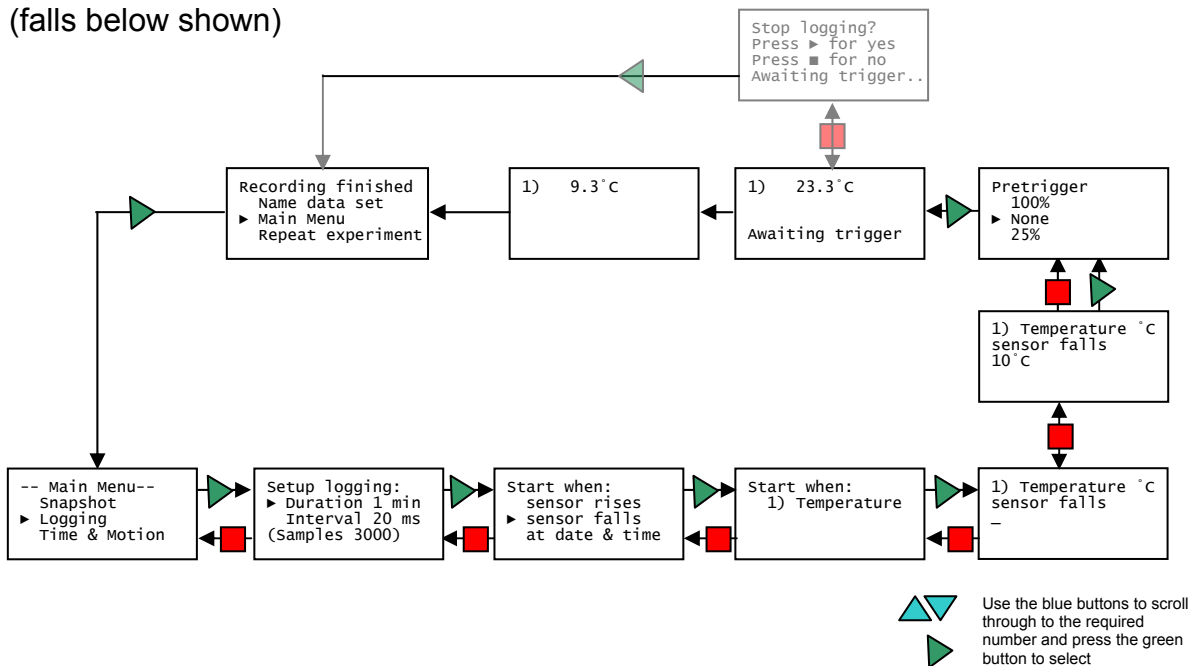 (falls below shown)
Stop logging?
Press ► for yes
Press ■ for no
Awaiting trigger..
Recording finished
Name data set
► Main Menu
Repeat experiment
1) 9.3˚C
1) 23.3˚C
Awaiting trigger
Pretrigger
100%
► None
25%
1) Temperature ˚C
sensor falls
10˚C
-- Main Menu--
Snapshot
► Logging
Time & Motion
Setup logging:
► Duration 1 min
Interval 20 ms
(Samples 3000)
Start when:
sensor rises
► sensor falls
at date & time
Start when:
1) Temperature
1) Temperature ˚C
sensor falls
_
Use the blue buttons to scroll
through to the required
number and press the green
button to select